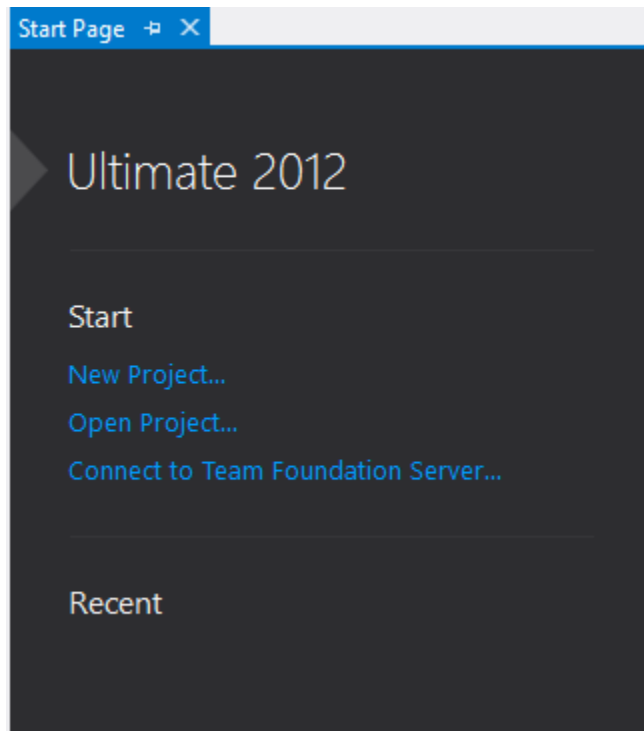 Start Page
Ultimate 2012
Start
New Project...
Open Project...
Connect to Team Foundation Server...
Recent